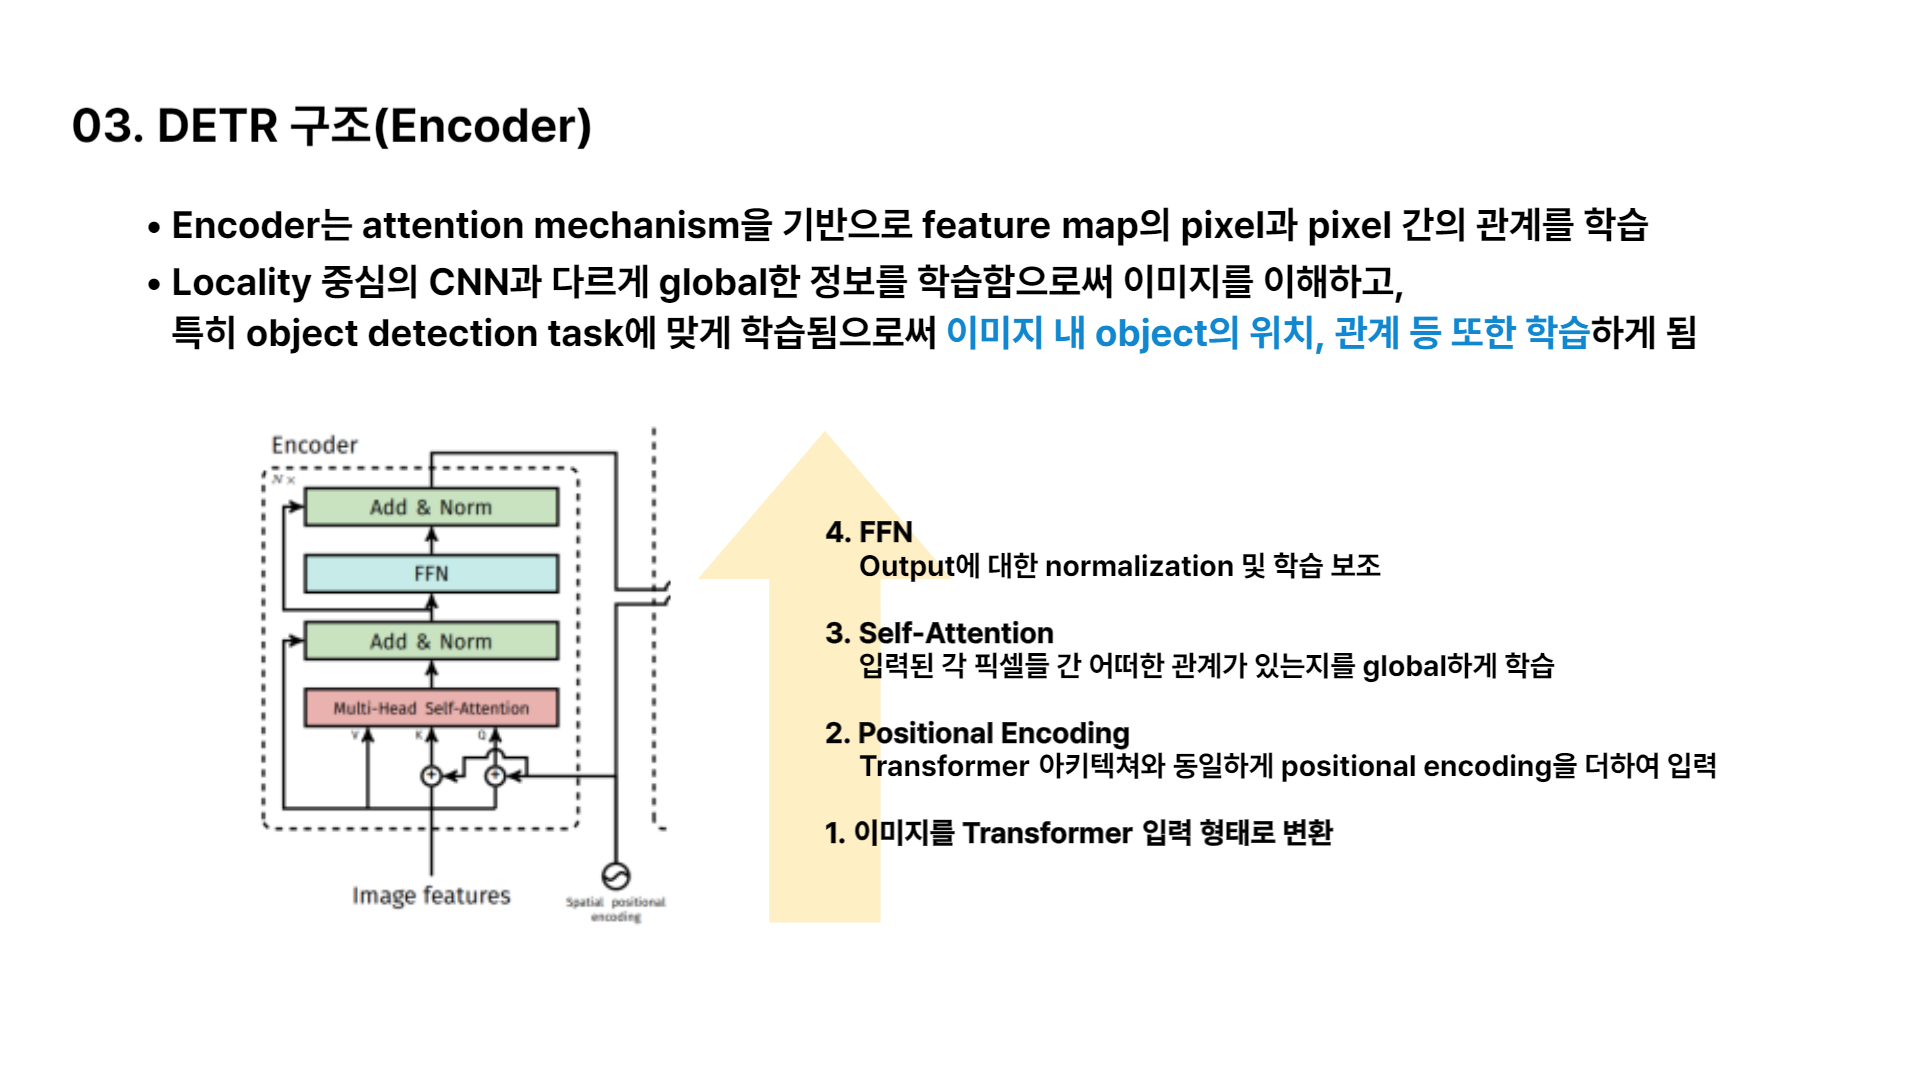 03. DETR 구조(Encoder)
• Encoder는 attention mechanism을 기반으로 feature map의 pixel과 pixel 간의 관계를 학습
• Locality 중심의 CNN과 다르게 global한 정보를 학습함으로써 이미지를 이해하고,
특히 object detection task에 맞게 학습됨으로써 이미지 내 object의 위치, 관계 등 또한 학습하게 됨
Encoder
N×
Add & Norm
FFN
Add & Norm
Multi-Head Self-Attention
V K Q
Image features
Spatial positional
encoding
4. FFN
Output에 대한 normalization 및 학습 보조
3. Self-Attention
입력된 각 픽셀들 간 어떠한 관계가 있는지를 global하게 학습
2. Positional Encoding
Transformer 아키텍쳐와 동일하게 positional encoding을 더하여 입력
1. 이미지를 Transformer 입력 형태로 변환